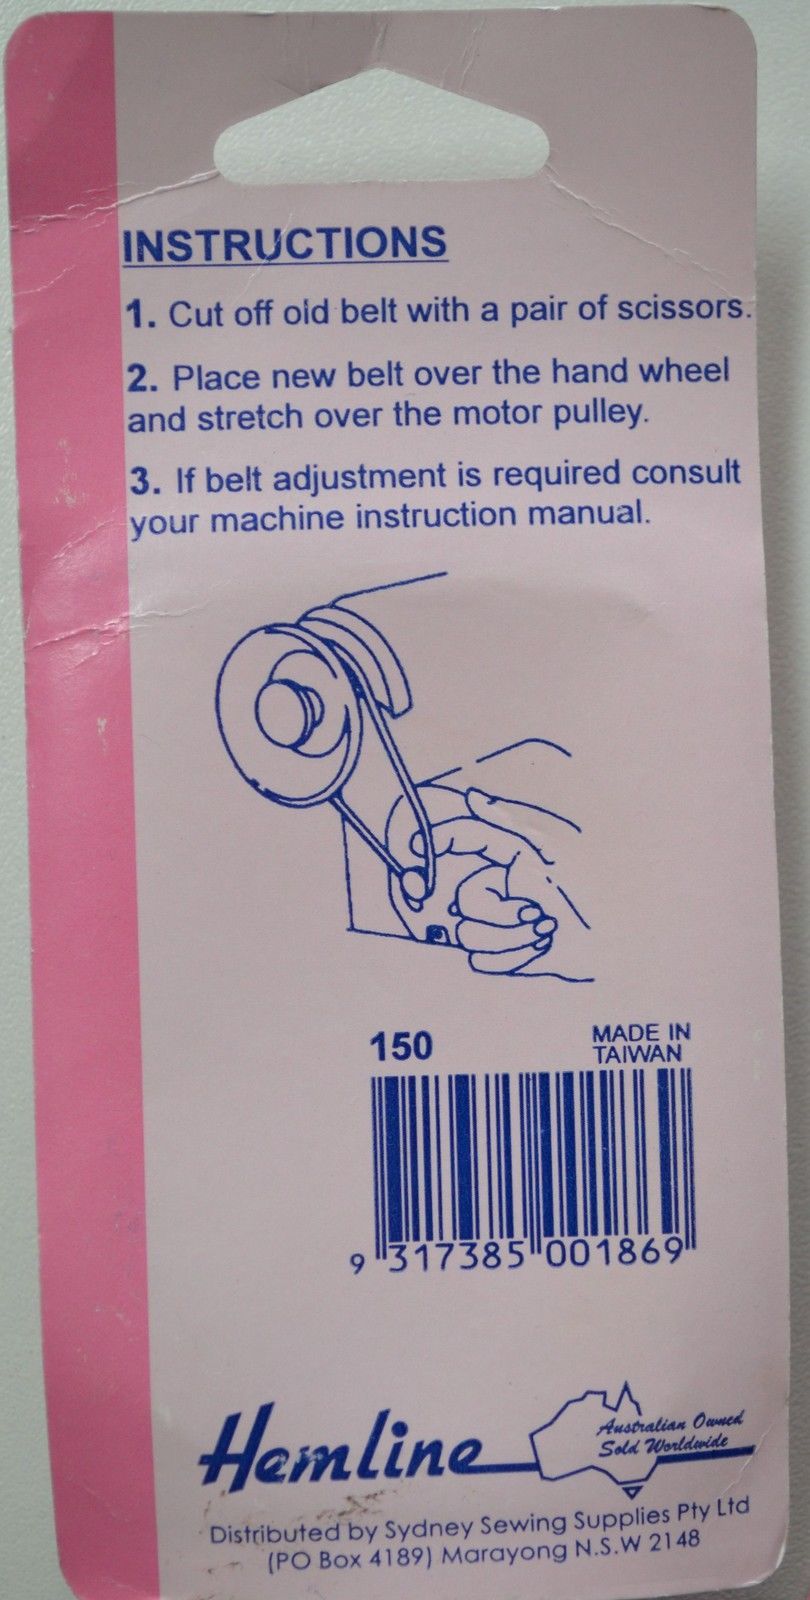 INSTRUCTIONS
1. Cut off old belt with a pair of scissors.
2. Place new belt over the hand wheel
and stretch over the motor pulley.
3. If belt adjustment is required consult
your machine instruction manual.
150
MADE IN
TAIWAN
9 317385 001869
Hemline
Australian Owned
Sold Worldwide
Distributed by Sydney Sewing Supplies Pty Ltd
(PO Box 4189) Marayong N.S.W 2148